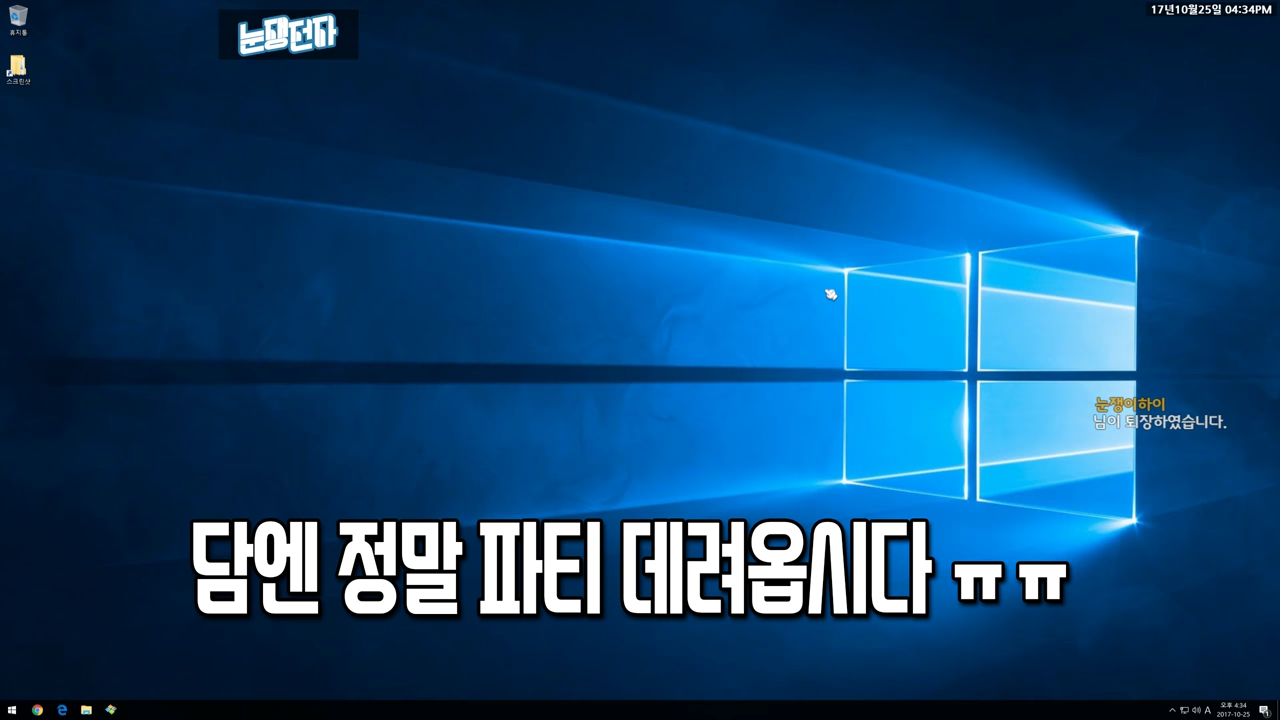 17년10월25일 04:34PM
눈쟁던자
휴지통
스크린샷
눈쟁이하이
님이 퇴장하였습니다.
담엔 정말 파티 데려옵시다 ㅠㅠ
A
오후 4:34
2017-10-25